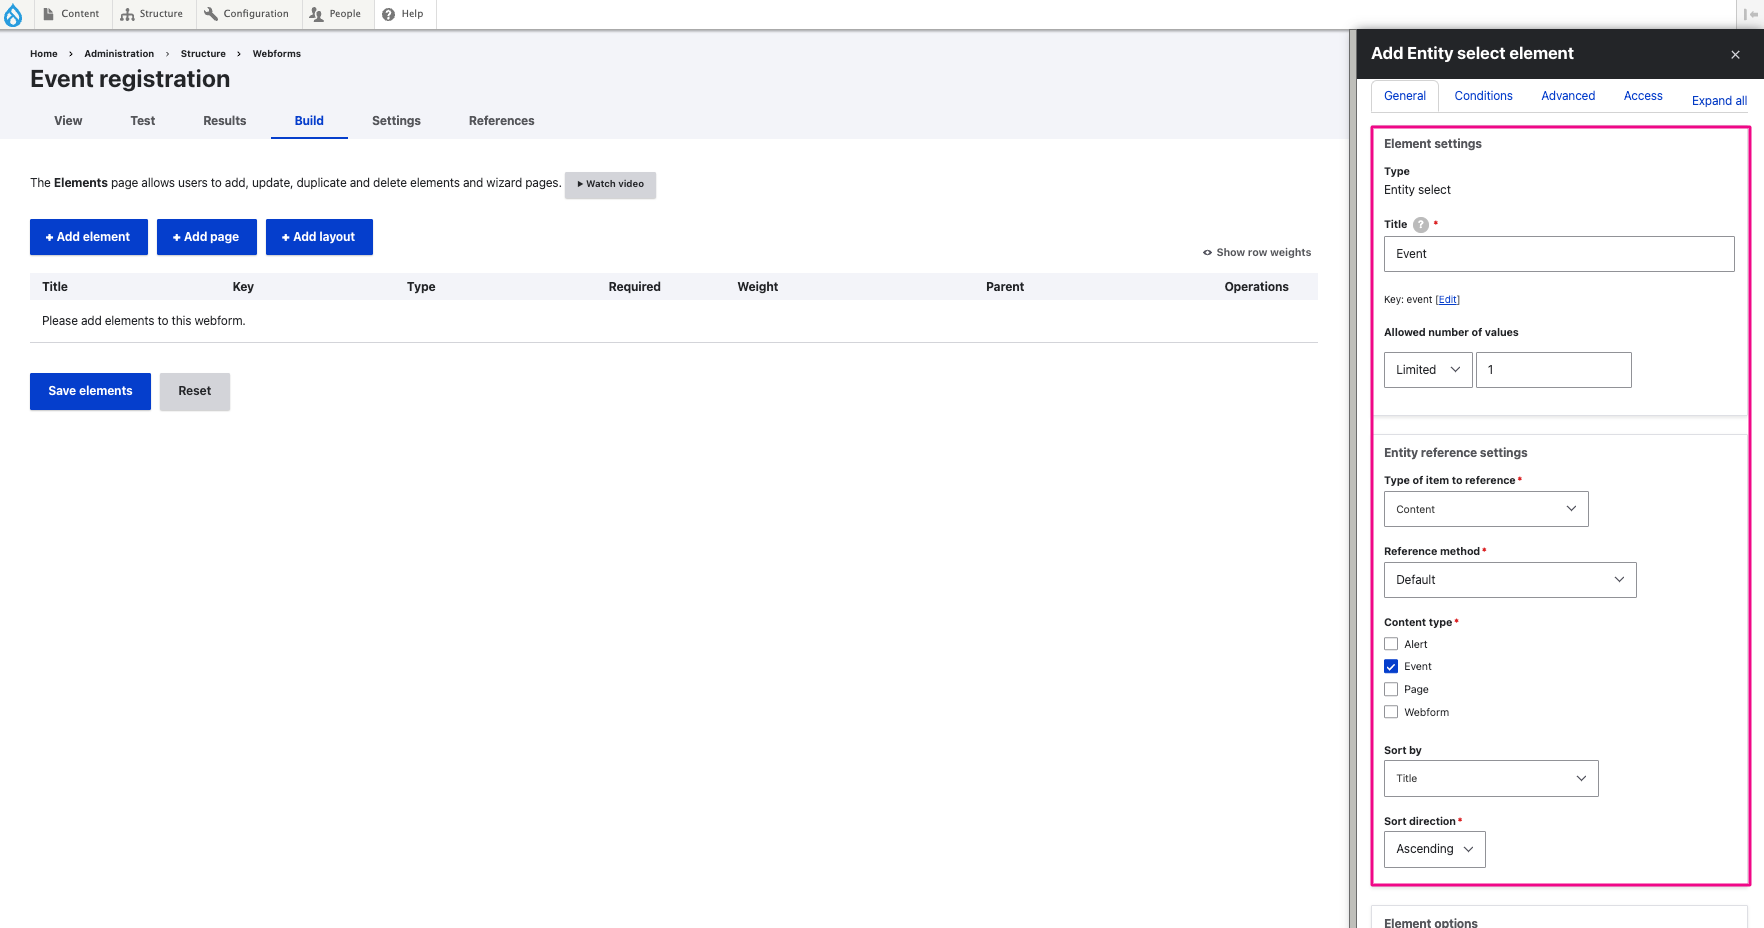 Content Structure Configuration People Help
Home › Administration › Structure › Webforms
Event registration
View Test Results Build Settings References
The Elements page allows users to add, update, duplicate and delete elements and wizard pages. Watch video
+ Add element + Add page + Add layout
Show row weights
Title Key Type Required Weight Parent Operations
Please add elements to this webform.
Save elements Reset
Add Entity select element ×
General Conditions Advanced Access Expand all
Element settings
Type
Entity select
Title ? *
Event
Key: event [Edit]
Allowed number of values
Limited 1
Entity reference settings
Type of item to reference*
Content
Reference method*
Default
Content type*
Alert
Event
Page
Webform
Sort by
Title
Sort direction*
Ascending
Element options